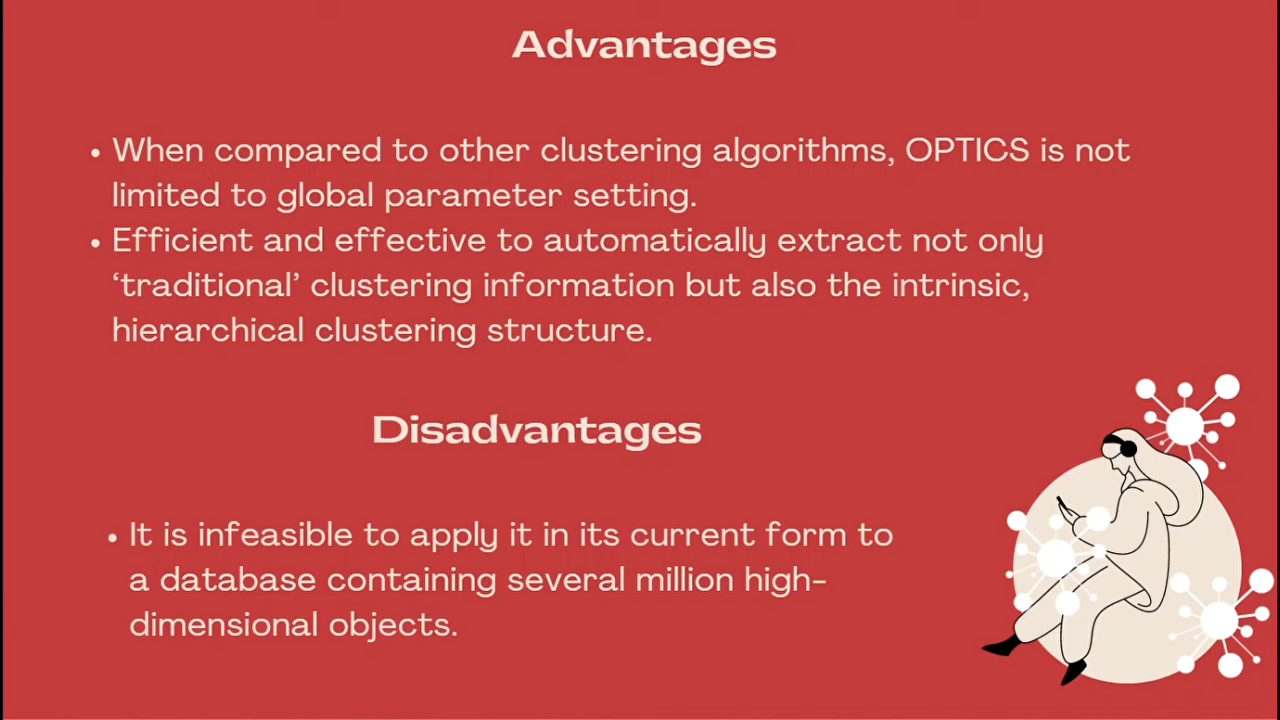 Advantages
• When compared to other clustering algorithms, OPTICS is not
limited to global parameter setting.
• Efficient and effective to automatically extract not only
‘traditional’ clustering information but also the intrinsic,
hierarchical clustering structure.
Disadvantages
• It is infeasible to apply it in its current form to
a database containing several million high-
dimensional objects.